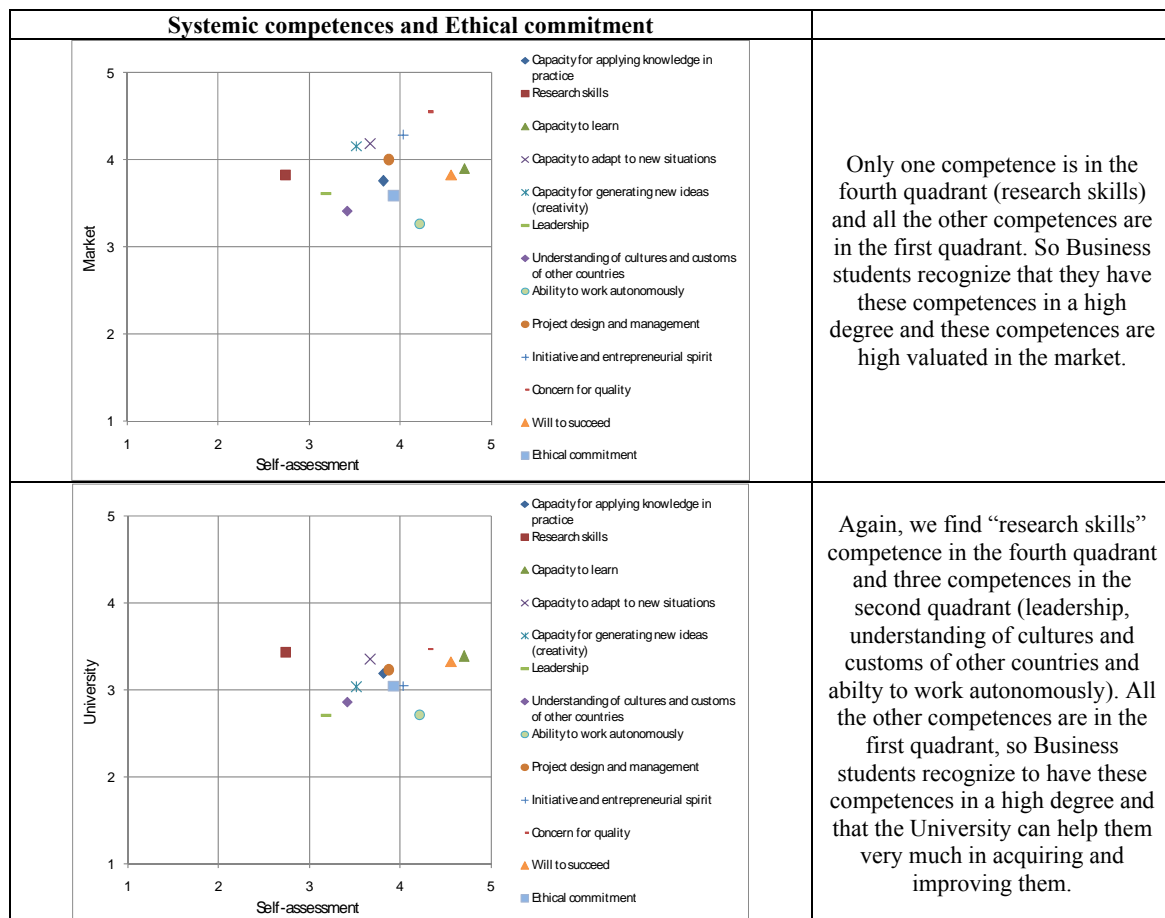 Systemic competences and Ethical commitment
5
4
3
2
1
Market
1 2 3 4 5
Self-assessment
Capacity for applying knowledge in
practice
Research skills
Capacity to learn
Capacity to adapt to new situations
Capacity for generating new ideas
(creativity)
Leadership
Understanding of cultures and customs
of other countries
Ability to work autonomously
Project design and management
Initiative and entrepreneurial spirit
Concern for quality
Will to succeed
Ethical commitment
Only one competence is in the
fourth quadrant (research skills)
and all the other competences are
in the first quadrant. So Business
students recognize that they have
these competences in a high
degree and these competences are
high valuated in the market.
5
4
3
2
1
University
1 2 3 4 5
Self-assessment
Capacity for applying knowledge in
practice
Research skills
Capacity to learn
Capacity to adapt to new situations
Capacity for generating new ideas
(creativity)
Leadership
Understanding of cultures and customs
of other countries
Ability to work autonomously
Project design and management
Initiative and entrepreneurial spirit
Concern for quality
Will to succeed
Ethical commitment
Again, we find “research skills”
competence in the fourth quadrant
and three competences in the
second quadrant (leadership,
understanding of cultures and
customs of other countries and
abilty to work autonomously). All
the other competences are in the
first quadrant, so Business
students recognize to have these
competences in a high degree and
that the University can help them
very much in acquiring and
improving them.